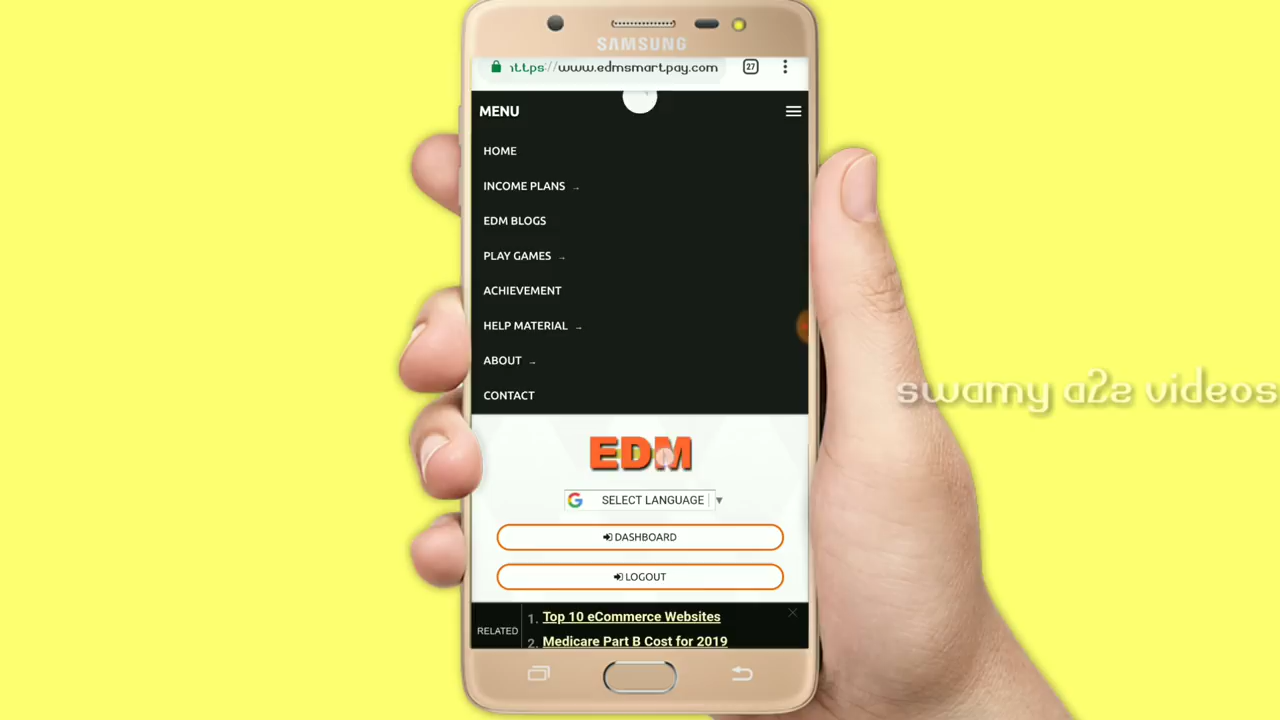 SAMSUNG
https://www.edmsmartpay.com
27
MENU
HOME
INCOME PLANS →
EDM BLOGS
PLAY GAMES →
ACHIEVEMENT
HELP MATERIAL →
ABOUT →
CONTACT
swamy a2z videos
EDM
G SELECT LANGUAGE ▼
DASHBOARD
LOGOUT
RELATED
1. Top 10 eCommerce Websites
2. Medicare Part B Cost for 2019